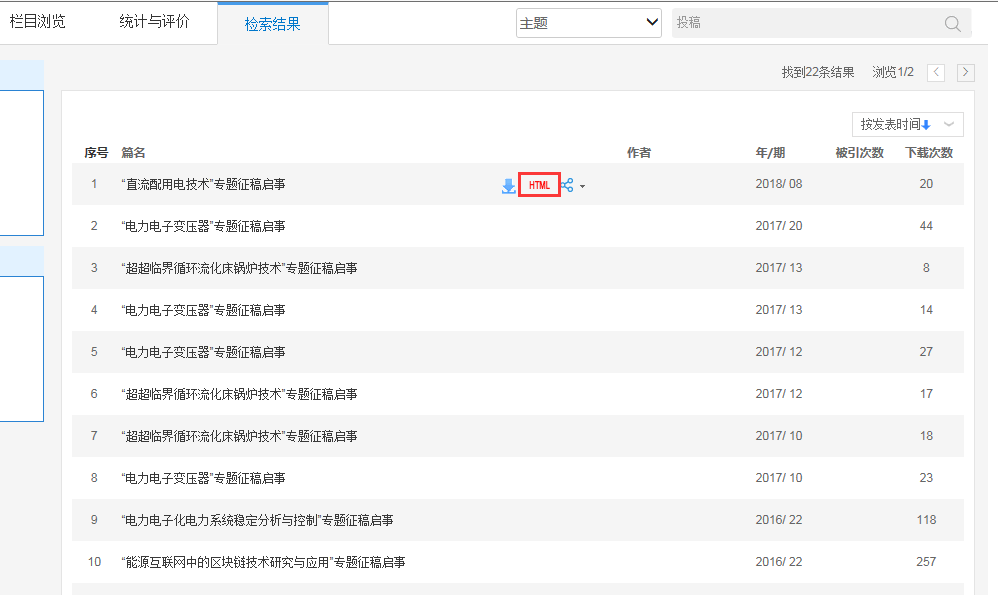 栏目浏览 统计与评价 检索结果 主题 投稿
找到22条结果 浏览1/2 < >
按发表时间
序号 篇名 作者 年/期 被引次数 下载次数
1 “直流配用电技术”专题征稿启事 HTML 2018/ 08 20
2 “电力电子变压器”专题征稿启事 2017/ 20 44
3 “超超临界循环流化床锅炉技术”专题征稿启事 2017/ 13 8
4 “电力电子变压器”专题征稿启事 2017/ 13 14
5 “电力电子变压器”专题征稿启事 2017/ 12 27
6 “超超临界循环流化床锅炉技术”专题征稿启事 2017/ 12 17
7 “超超临界循环流化床锅炉技术”专题征稿启事 2017/ 10 18
8 “电力电子变压器”专题征稿启事 2017/ 10 23
9 “电力电子化电力系统稳定分析与控制”专题征稿启事 2016/ 22 118
10 “能源互联网中的区块链技术研究与应用”专题征稿启事 2016/ 22 257